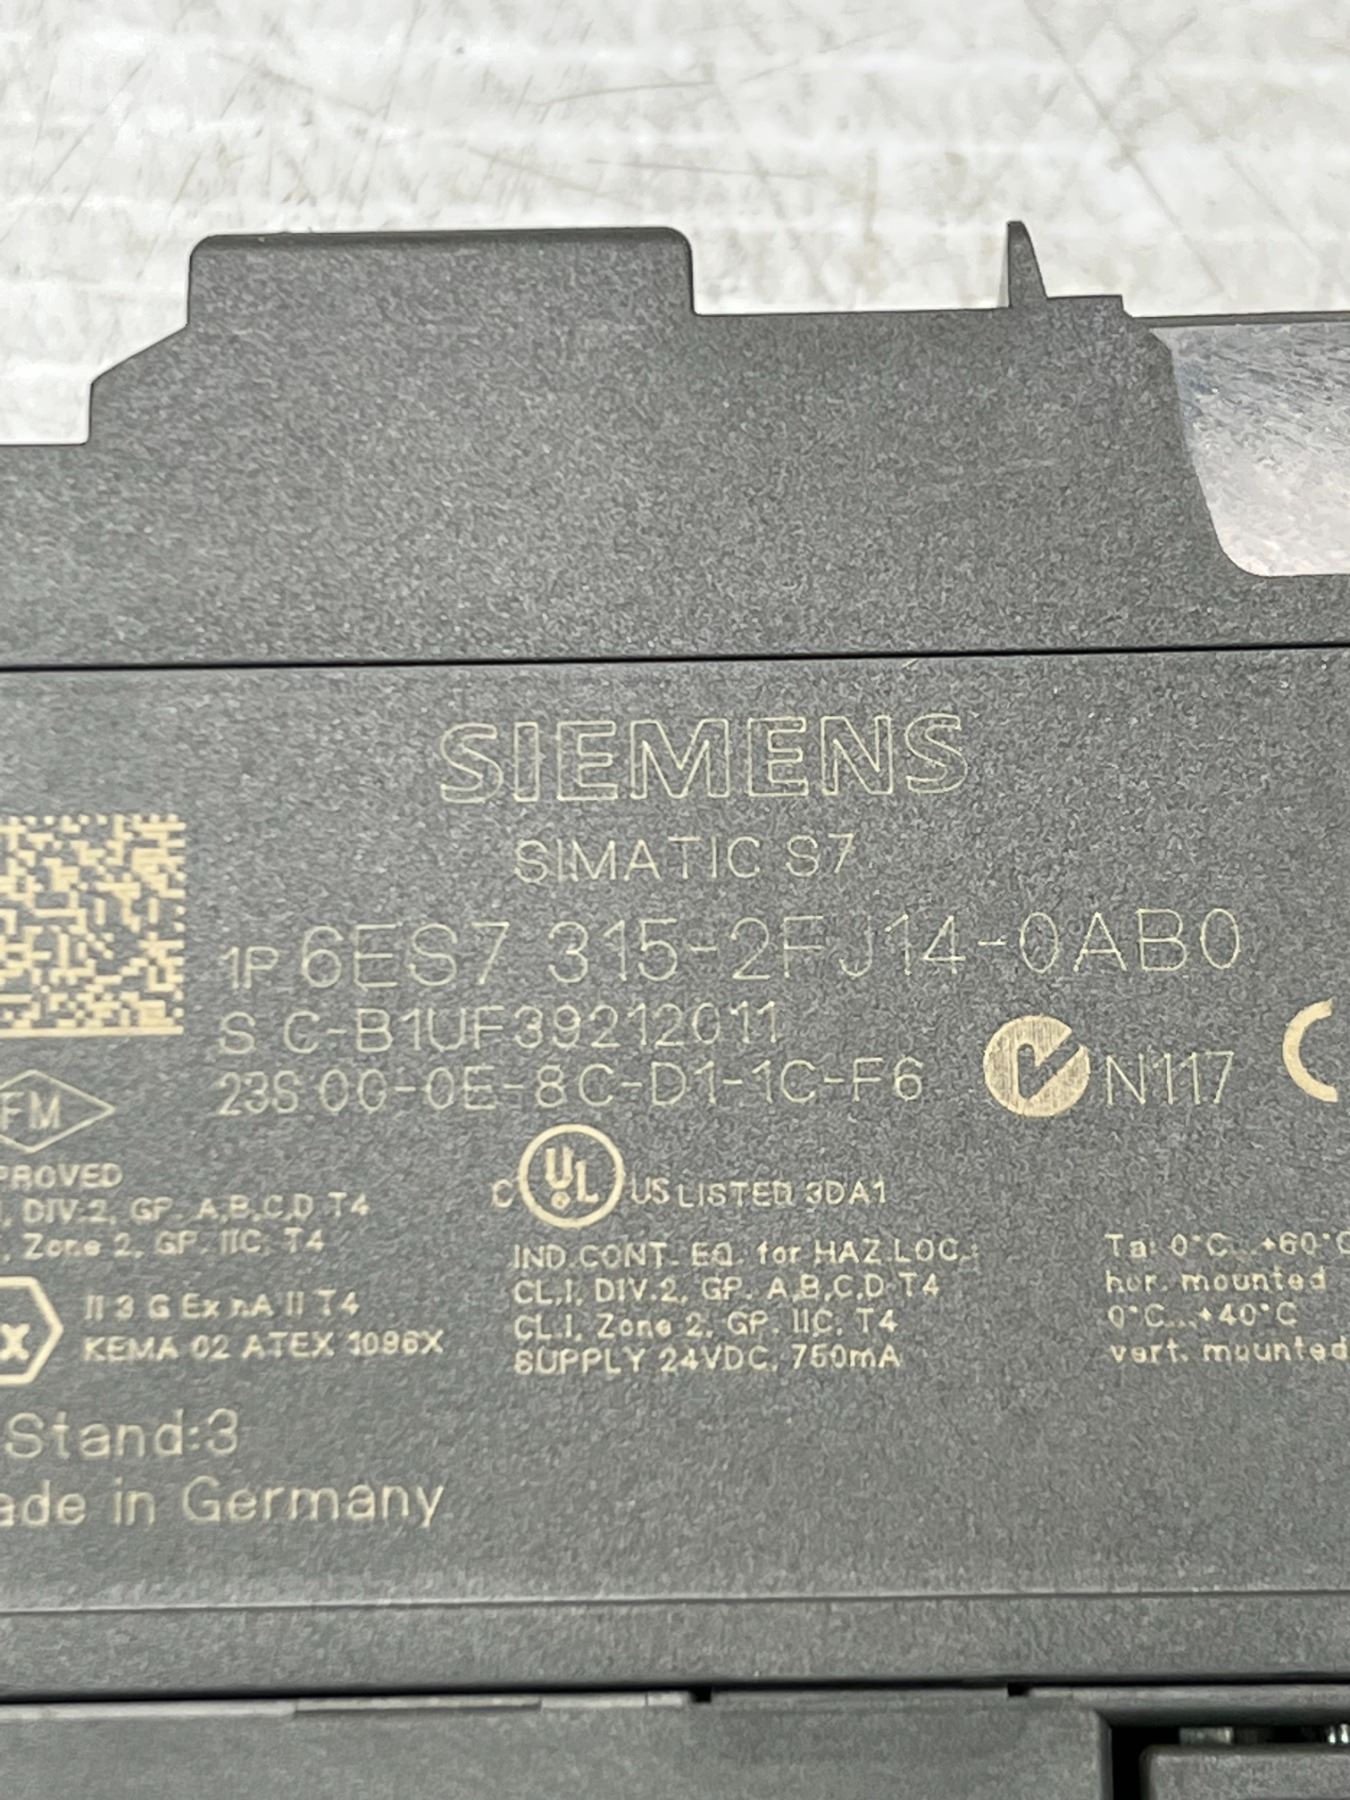 SIEMENS
SIMATIC S7
1P 6ES7 315-2FJ14-0AB0
S C-B1UF39212011
23S 00-0E-8C-D1-1C-F6
N117
FM
PROVED
, DIV.2, GP. A,B,C,D T4
, Zone 2, GP. IIC, T4
II 3 G Ex nA II T4
KEMA 02 ATEX 1096X
C UL US LISTED 3DA1
IND.CONT. EQ. for HAZ.LOC.:
CL.I, DIV.2, GP. A,B,C,D T4
CL.I, Zone 2, GP. IIC, T4
SUPPLY 24VDC, 750mA
Ta: 0°C...+60°C
hor. mounted
0°C...+40°C
vert. mounted
Stand:3
ade in Germany